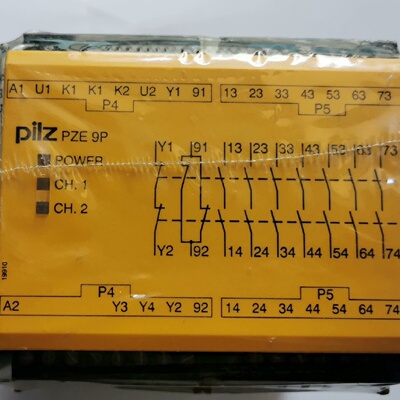 A1 U1 K1 K1 K2 U2 Y1 91 13 23 33 43 53 63 73
P4 P5
pilz PZE 9P
POWER
CH. 1
CH. 2
Y1 91 13 23 33 43 53 63 73
Y2 92 14 24 34 44 54 64 74
19910
P4 P5
A2 Y3 Y4 Y2 92 14 24 34 44 54 64 74